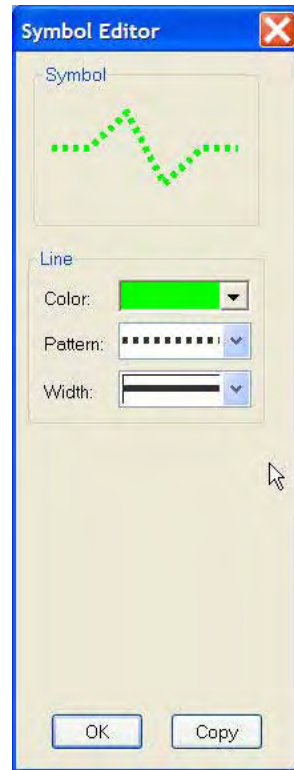 Symbol Editor
Symbol
Line
Color:
Pattern:
Width:
OK Copy